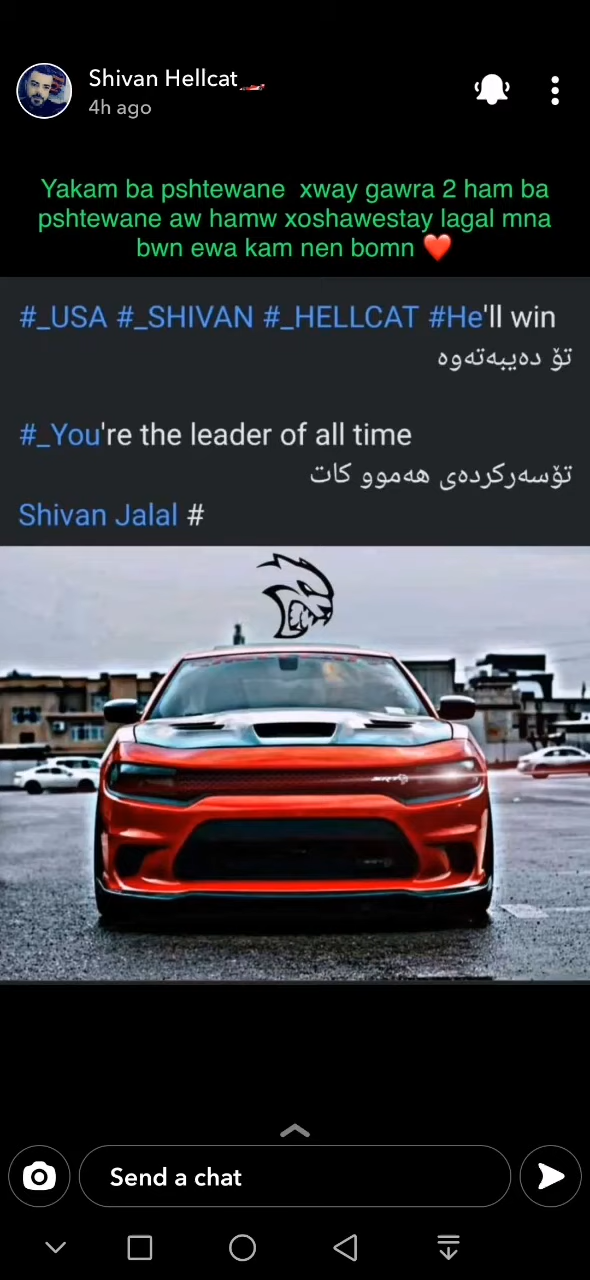 Shivan Hellcat
4h ago
Yakam ba pshtewane  xway gawra 2 ham ba
pshtewane aw hamw xoshawestay lagal mna
bwn ewa kam nen bomn ❤️
#_USA #_SHIVAN #_HELLCAT #He'll win
تۆ دەیبەتەوە
#_You're the leader of all time
تۆسەرکردەی هەموو کات
Shivan Jalal #
SRT
Send a chat